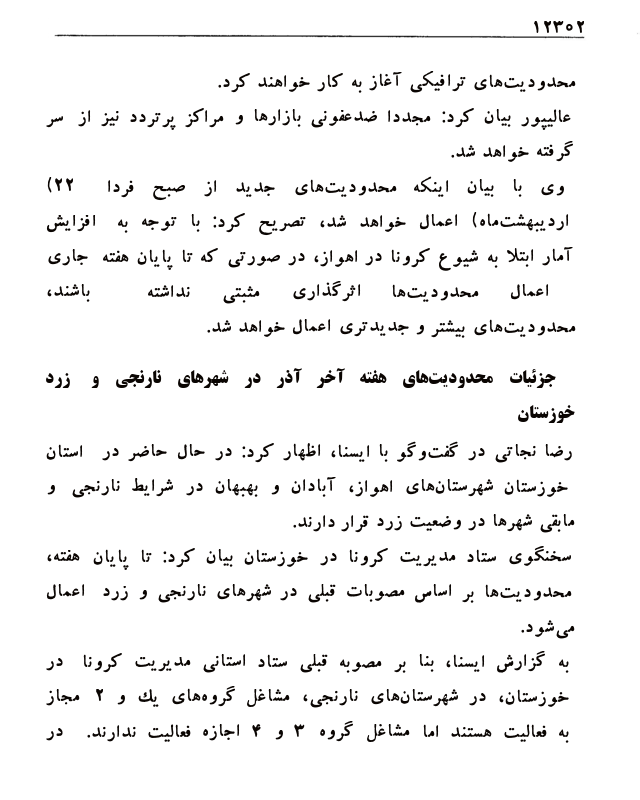 ۱۲۳۰۲
محدودیت‌های ترافیکی آغاز به کار خواهند کرد.
عالیپور بیان کرد: مجددا ضدعفونی بازارها و مراکز پرتردد نیز از سر
گرفته خواهد شد.
وی با بیان اینکه محدودیت‌های جدید از صبح فردا ۲۲)
اردیبهشت‌ماه) اعمال خواهد شد، تصریح کرد: با توجه به افزایش
آمار ابتلا به شیوع کرونا در اهواز، در صورتی که تا پایان هفته جاری
اعمال محدودیت‌ها اثرگذاری مثبتی نداشته باشند،
محدودیت‌های بیشتر و جدیدتری اعمال خواهد شد.
جزئیات محدودیت‌های هفته آخر آذر در شهرهای نارنجی و زرد
خوزستان
رضا نجاتی در گفت‌وگو با ایسنا، اظهار کرد: در حال حاضر در استان
خوزستان شهرستان‌های اهواز، آبادان و بهبهان در شرایط نارنجی و
مابقی شهرها در وضعیت زرد قرار دارند.
سخنگوی ستاد مدیریت کرونا در خوزستان بیان کرد: تا پایان هفته،
محدودیت‌ها بر اساس مصوبات قبلی در شهرهای نارنجی و زرد اعمال
می‌شود.
به گزارش ایسنا، بنا بر مصوبه قبلی ستاد استانی مدیریت کرونا در
خوزستان، در شهرستان‌های نارنجی، مشاغل گروه‌های یك و ۲ مجاز
به فعالیت هستند اما مشاغل گروه ۳ و ۴ اجازه فعالیت ندارند. در